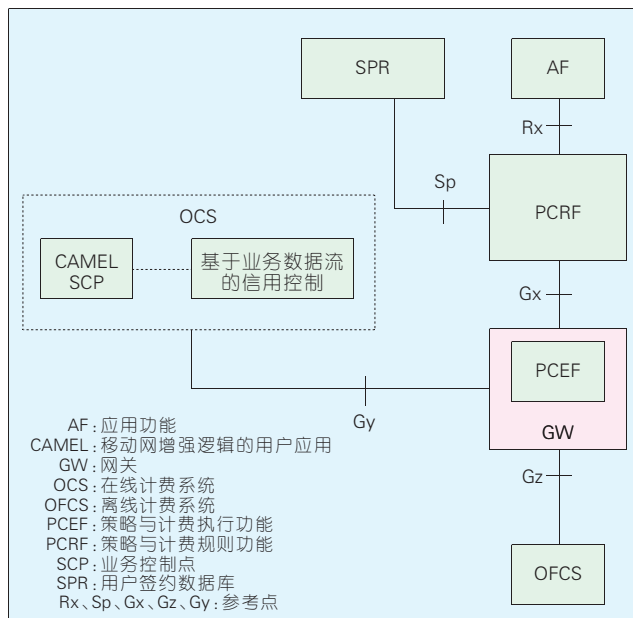 SPR
AF
Rx
Sp
PCRF
OCS
CAMEL
SCP
基于业务数据流
的信用控制
Gx
PCEF
GW
Gy
Gz
OFCS
AF：应用功能
CAMEL：移动网增强逻辑的用户应用
GW：网关
OCS：在线计费系统
OFCS：离线计费系统
PCEF：策略与计费执行功能
PCRF：策略与计费规则功能
SCP：业务控制点
SPR：用户签约数据库
Rx、Sp、Gx、Gz、Gy：参考点